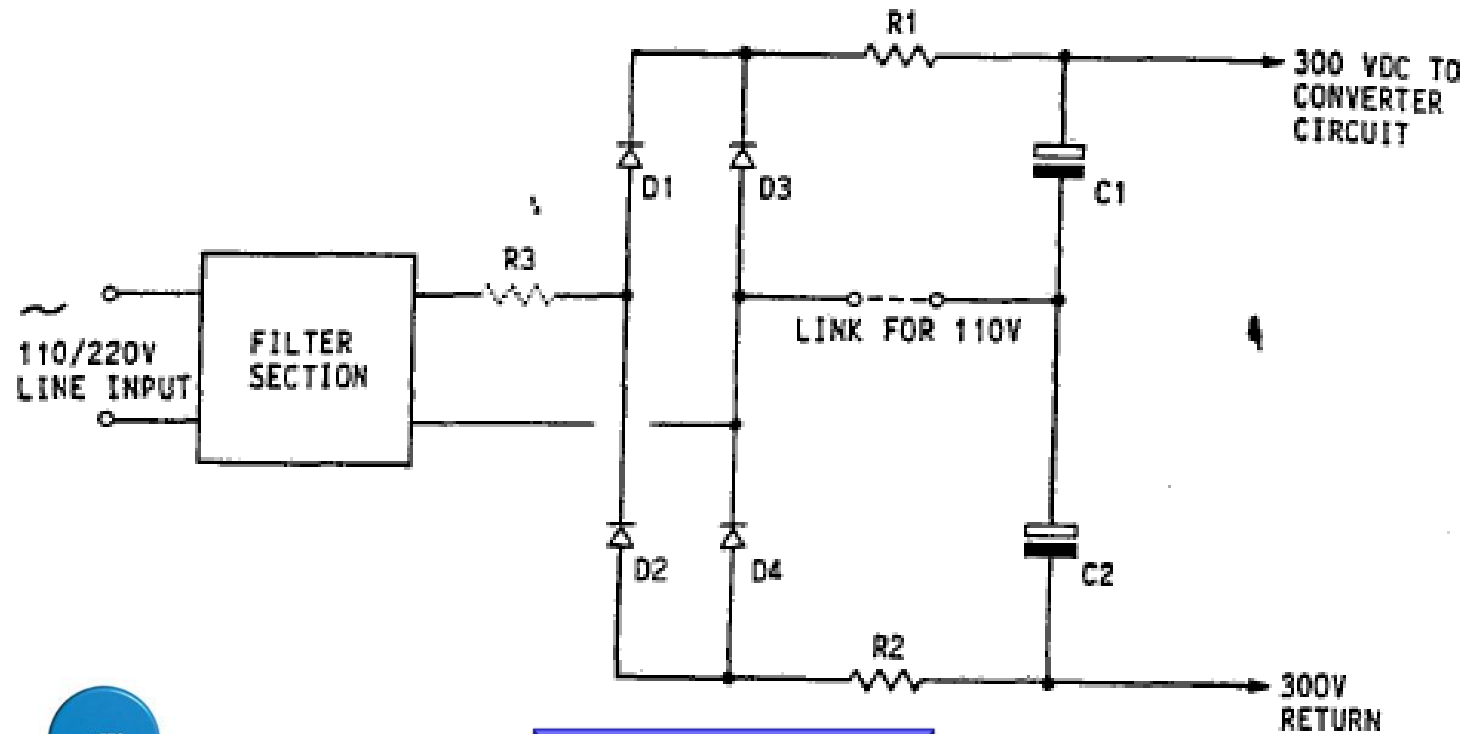 R1
300 VDC TO
CONVERTER
CIRCUIT
D1
D3
C1
R3
~
110/220V
LINE INPUT
FILTER
SECTION
LINK FOR 110V
D2
D4
C2
R2
300V
RETURN